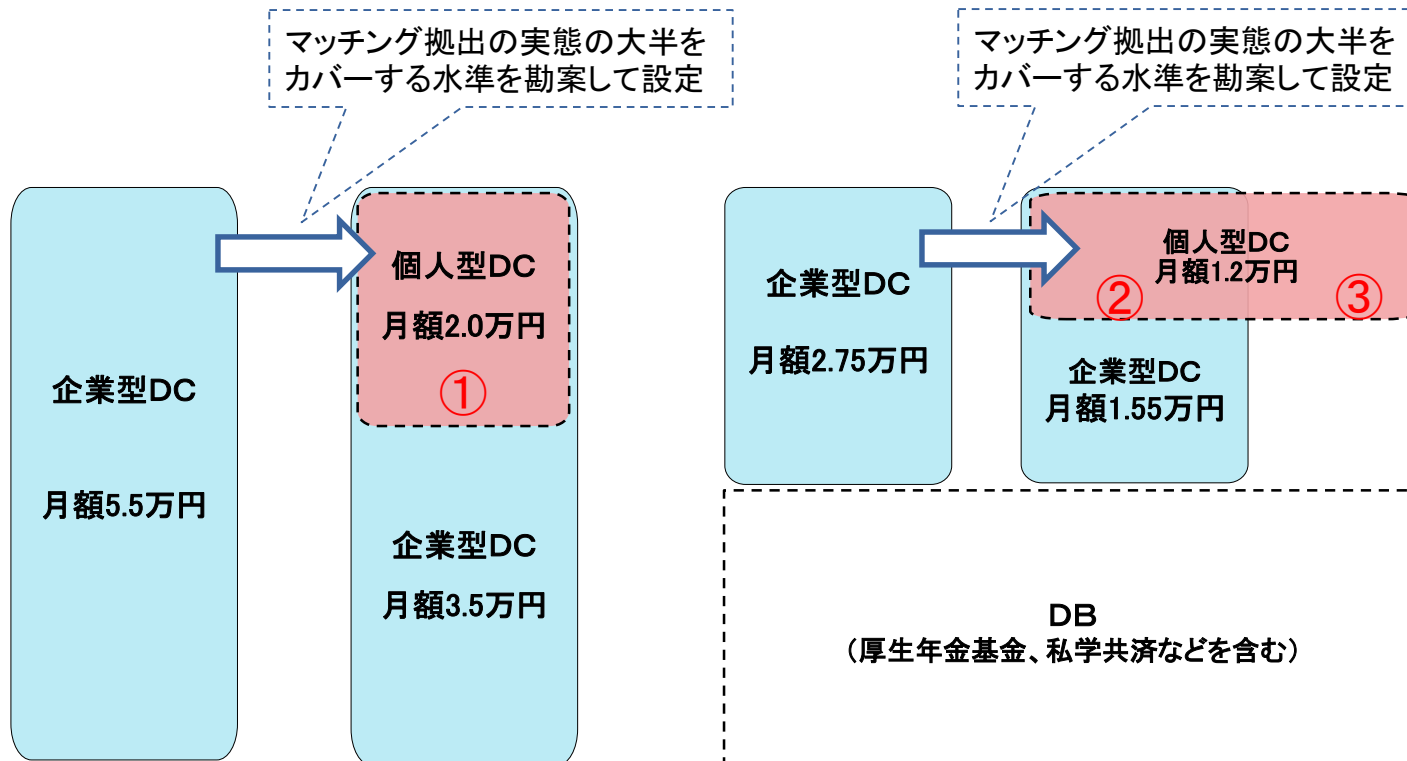 マッチング拠出の実態の大半を
カバーする水準を勘案して設定
マッチング拠出の実態の大半を
カバーする水準を勘案して設定
企業型DC
月額5.5万円
個人型DC
月額2.0万円
①
企業型DC
月額3.5万円
企業型DC
月額2.75万円
個人型DC
月額1.2万円
②
③
企業型DC
月額1.55万円
DB
(厚生年金基金、私学共済などを含む)